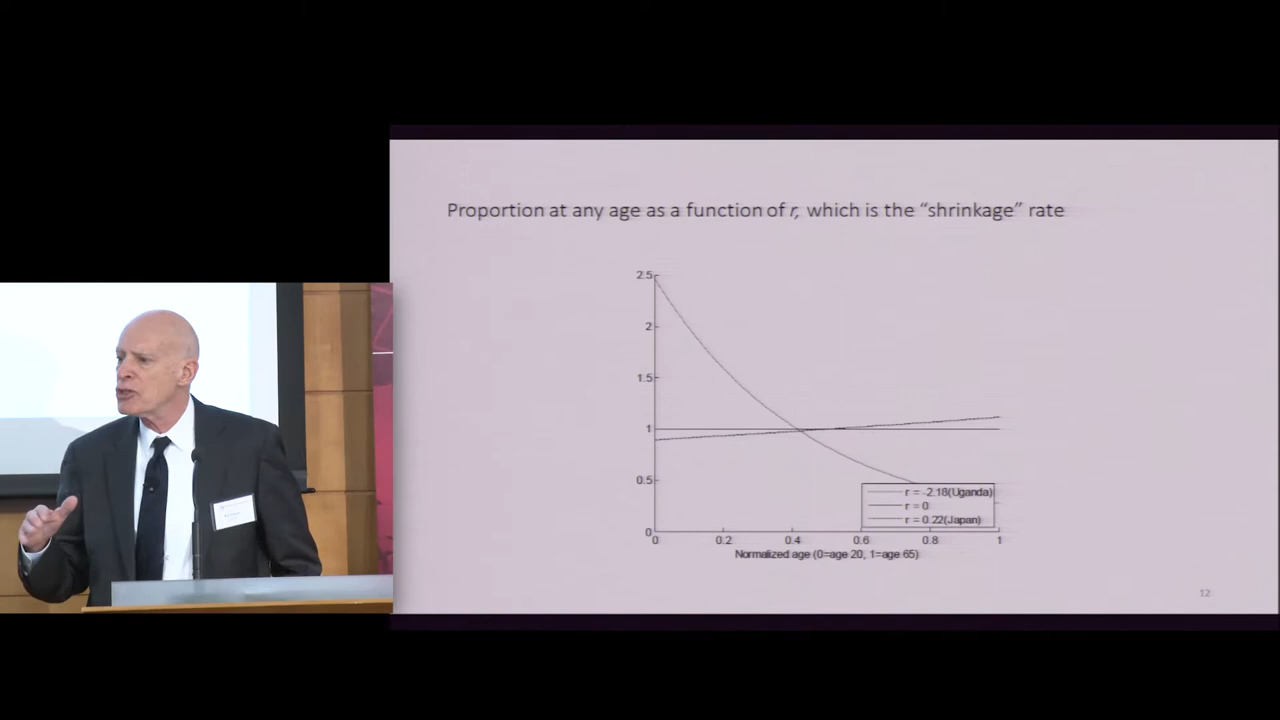 Proportion at any age as a function of r, which is the “shrinkage” rate
2.5
2
1.5
1
0.5
0
r = -2.18(Uganda)
r = 0
r = 0.22(Japan)
0 0.2 0.4 0.6 0.8 1
Normalized age (0=age 20, 1=age 65)
12